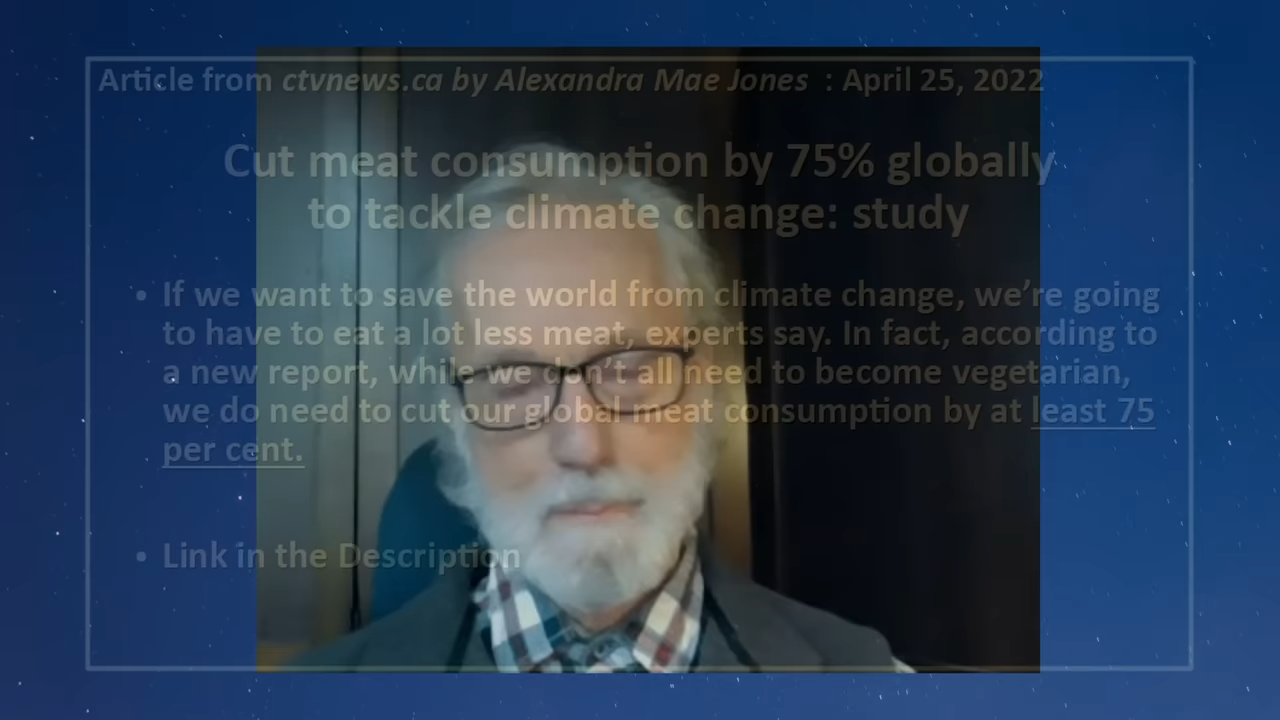 Article from ctvnews.ca by Alexandra Mae Jones : April 25, 2022
Cut meat consumption by 75% globally
to tackle climate change: study
• If we want to save the world from climate change, we’re going
to have to eat a lot less meat, experts say. In fact, according to
a new report, while we don’t all need to become vegetarian,
we do need to cut our global meat consumption by at least 75
per cent.
• Link in the Description